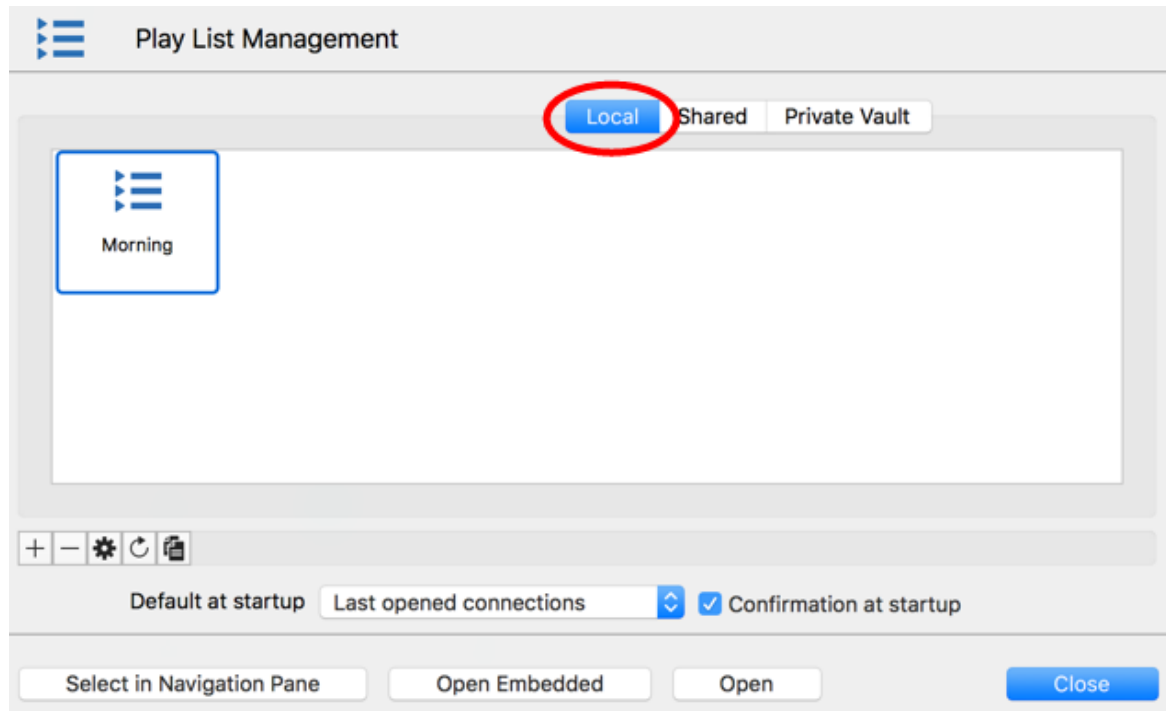 Play List Management
Local Shared Private Vault
Morning
Default at startup Last opened connections Confirmation at startup
Select in Navigation Pane Open Embedded Open Close